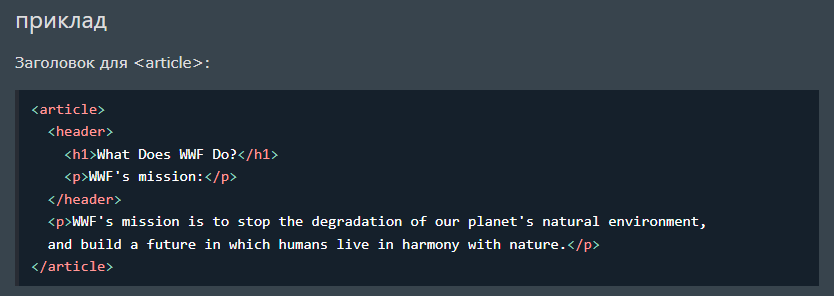 приклад
Заголовок для <article>:
<article>
  <header>
    <h1>What Does WWF Do?</h1>
    <p>WWF's mission:</p>
  </header>
  <p>WWF's mission is to stop the degradation of our planet's natural environment,
  and build a future in which humans live in harmony with nature.</p>
</article>